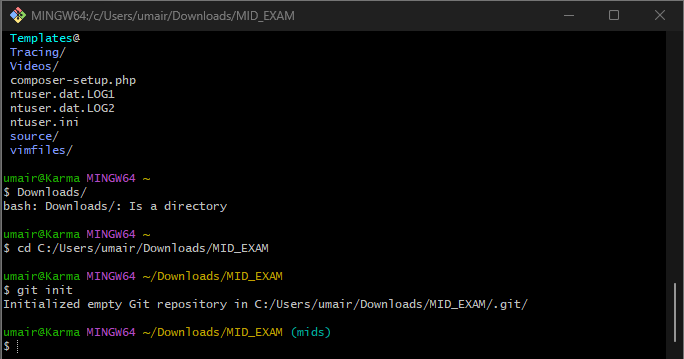 MINGW64:/c/Users/umair/Downloads/MID_EXAM
Templates@
Tracing/
Videos/
composer-setup.php
ntuser.dat.LOG1
ntuser.dat.LOG2
ntuser.ini
source/
vimfiles/
umair@Karma MINGW64 ~
$ Downloads/
bash: Downloads/: Is a directory
umair@Karma MINGW64 ~
$ cd C:/Users/umair/Downloads/MID_EXAM
umair@Karma MINGW64 ~/Downloads/MID_EXAM
$ git init
Initialized empty Git repository in C:/Users/umair/Downloads/MID_EXAM/.git/
umair@Karma MINGW64 ~/Downloads/MID_EXAM (mids)
$